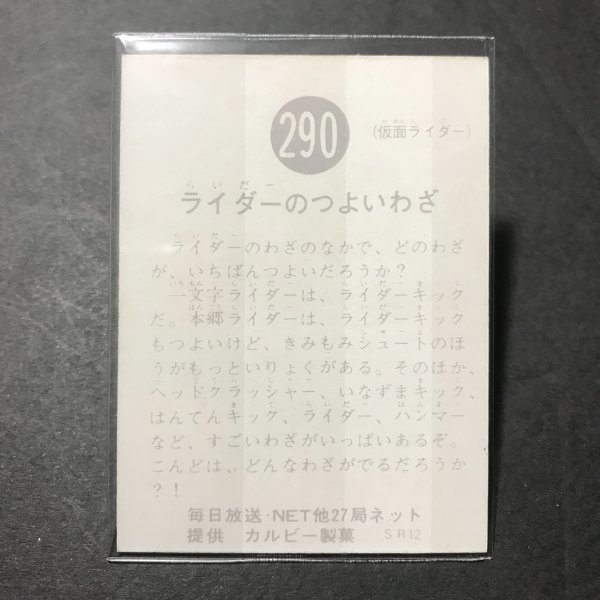 290
(仮面ライダー)
ライダーのつよいわざ
ライダーのわざのなかで、どのわざ
が、いちばんつよいだろうか?
一文字ライダーは、ライダーキック
だ。本郷ライダーは、ライダーキック
もつよいけど、きみもみシュートのほ
うがもっといりょくがある。そのほか、
ヘッドクラッシャー、いなずまキック、
はんてんキック、ライダー、ハンマー
など、すごいわざがいっぱいあるぞ。
こんどは、どんなわざがでるだろうか
?!
毎日放送・NET他27局ネット
提供 カルビー製菓 S R12